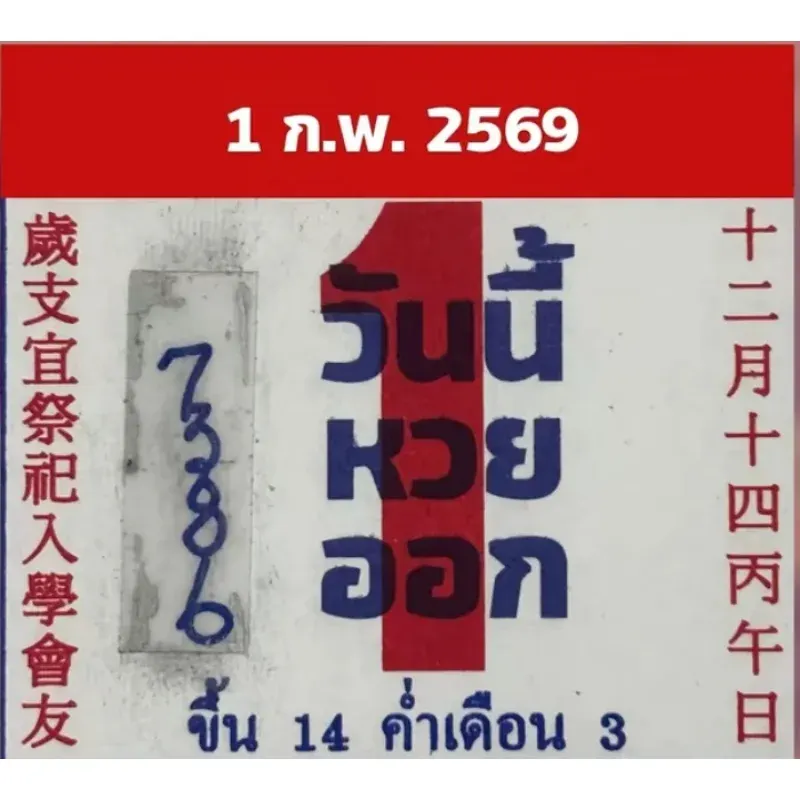 1 ก.พ. 2569
歲支宜祭祀入學會友
7386
1
วันนี้
หวย
ออก
十二月十四丙午日
ขึ้น 14 ค่ำเดือน 3